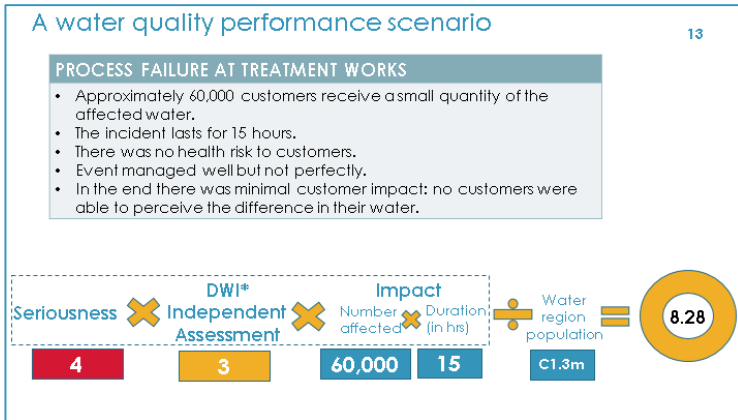 A water quality performance scenario
13
PROCESS FAILURE AT TREATMENT WORKS
• Approximately 60,000 customers receive a small quantity of the
affected water.
• The incident lasts for 15 hours.
• There was no health risk to customers.
• Event managed well but not perfectly.
• In the end there was minimal customer impact: no customers were
able to perceive the difference in their water.
Seriousness
DWI*
Independent
Assessment
Impact
Number
affected
Duration
(in hrs)
Water
region
population
8.28
4
3
60,000
15
C1.3m